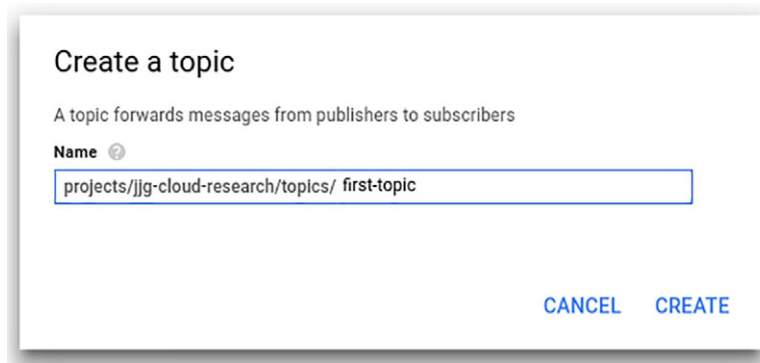 Create a topic
A topic forwards messages from publishers to subscribers
Name ?
projects/jjg-cloud-research/topics/ first-topic
CANCEL CREATE